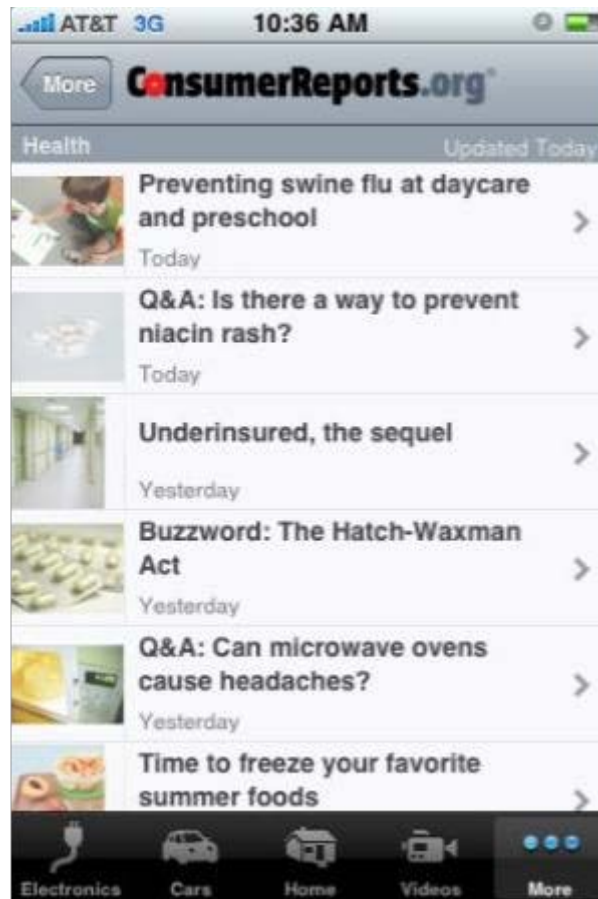 AT&T 3G 10:36 AM
More ConsumerReports.org
Health Updated Today
Preventing swine flu at daycare
and preschool
Today
Q&A: Is there a way to prevent
niacin rash?
Today
Underinsured, the sequel
Yesterday
Buzzword: The Hatch-Waxman
Act
Yesterday
Q&A: Can microwave ovens
cause headaches?
Yesterday
Time to freeze your favorite
summer foods
Electronics Cars Home Videos More